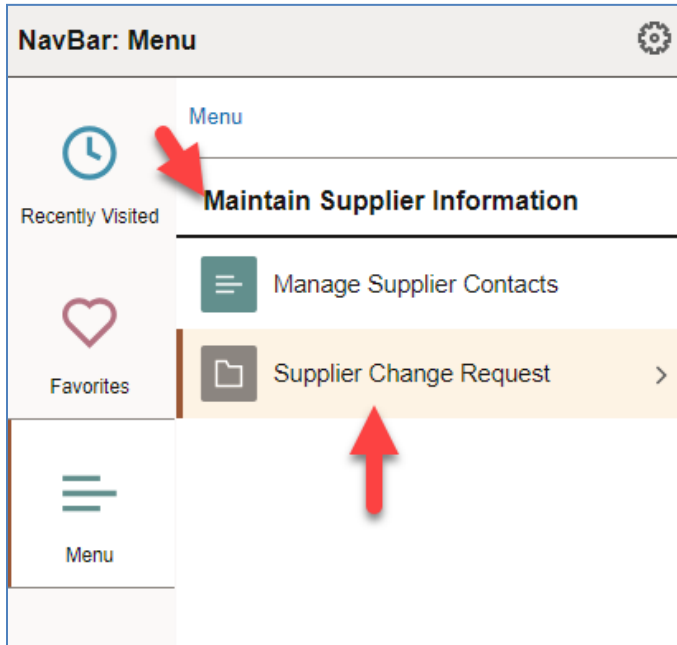 NavBar: Menu
Menu
Recently Visited
Maintain Supplier Information
Manage Supplier Contacts
Favorites
Supplier Change Request
Menu